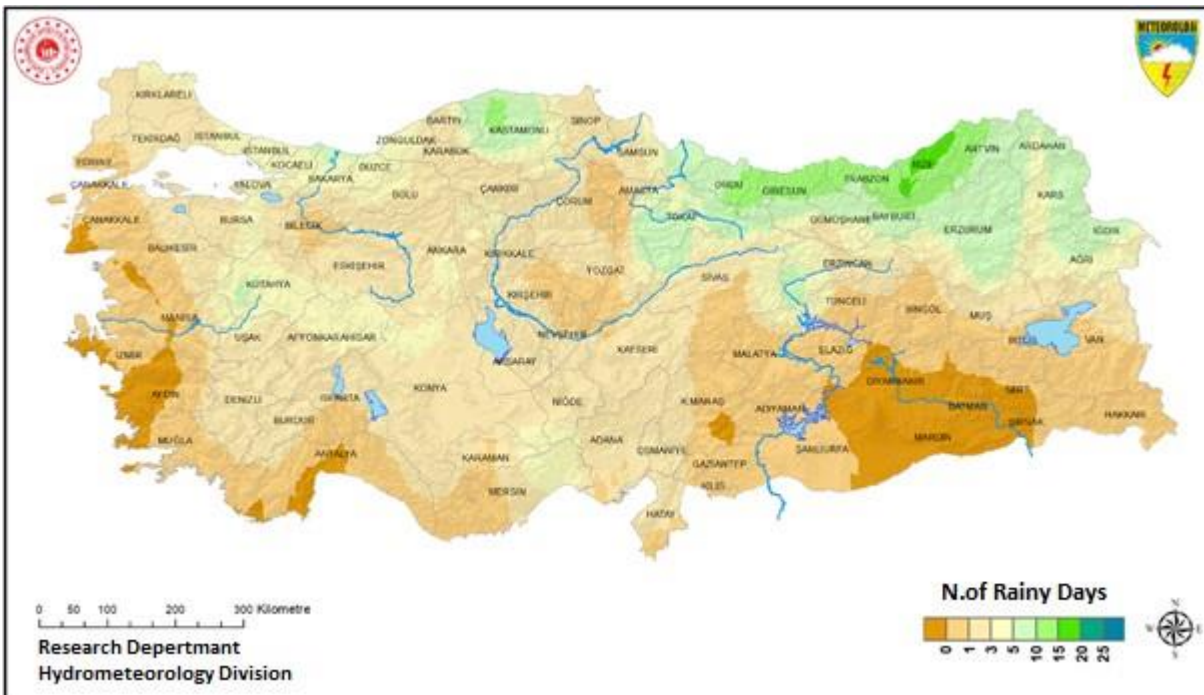 METEOROLOJİ
KIRKLARELİ
TEKİRDAĞ
İSTANBUL
İSTANBUL
EDİRNE
KOCAELİ
YALOVA
SAKARYA
DÜZCE
ZONGULDAK
BARTIN
KARABÜK
KASTAMONU
SİNOP
SAMSUN
ORDU
GİRESUN
TRABZON
RİZE
ARTVİN
ARDAHAN
KARS
IĞDIR
AĞRI
ERZURUM
BAYBURT
GÜMÜŞHANE
TOKAT
AMASYA
ÇORUM
ÇANKIRI
BOLU
BİLECİK
BURSA
ÇANAKKALE
ÇANAKKALE
BALIKESİR
ESKİŞEHİR
ANKARA
KIRIKKALE
YOZGAT
SİVAS
ERZİNCAN
TUNCELİ
BİNGÖL
MUŞ
BİTLİS
VAN
KÜTAHYA
MANİSA
UŞAK
AFYONKARAHİSAR
KIRŞEHİR
NEVŞEHİR
AKSARAY
KAYSERİ
MALATYA
ELAZIĞ
DİYARBAKIR
SİİRT
BATMAN
ŞIRNAK
HAKKARİ
İZMİR
AYDIN
DENİZLİ
BURDUR
ISPARTA
KONYA
NİĞDE
K.MARAŞ
ADIYAMAN
MARDİN
ŞANLIURFA
MUĞLA
ANTALYA
KARAMAN
MERSİN
ADANA
OSMANİYE
GAZİANTEP
KİLİS
HATAY
0 50 100 200 300 Kilometre
Research Depertmant
Hydrometeorology Division
N.of Rainy Days
0 1 3 5 10 15 20 25
N
W E
S